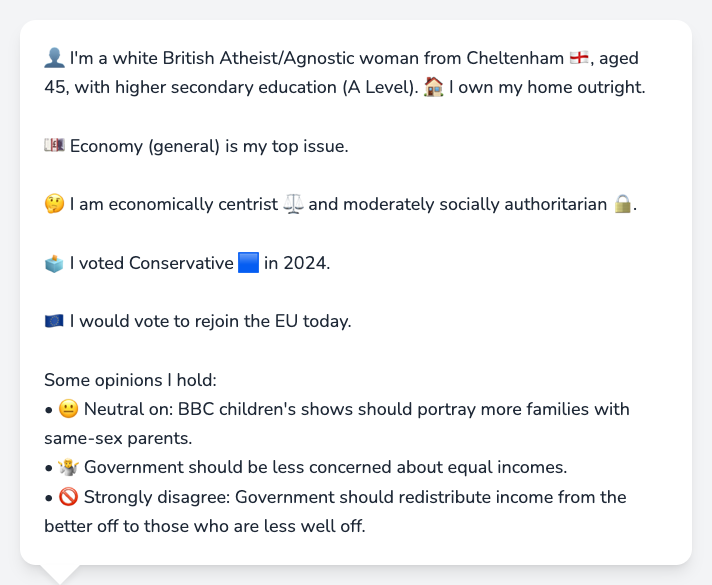 👤 I'm a white British Atheist/Agnostic woman from Cheltenham 🏴󠁧󠁢󠁥󠁮󠁧󠁿, aged
45, with higher secondary education (A Level). 🏠 I own my home outright.
💷 Economy (general) is my top issue.
🤔 I am economically centrist ⚖️ and moderately socially authoritarian 🔒.
🗳️ I voted Conservative 🟦 in 2024.
🇪🇺 I would vote to rejoin the EU today.
Some opinions I hold:
• 😐 Neutral on: BBC children's shows should portray more families with
same-sex parents.
• 🤷 Government should be less concerned about equal incomes.
• 🚫 Strongly disagree: Government should redistribute income from the
better off to those who are less well off.